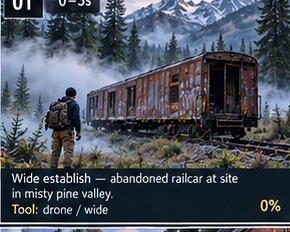 01 0–3s
Wide establish — abandoned railcar at site
in misty pine valley.
Tool: drone / wide
0%